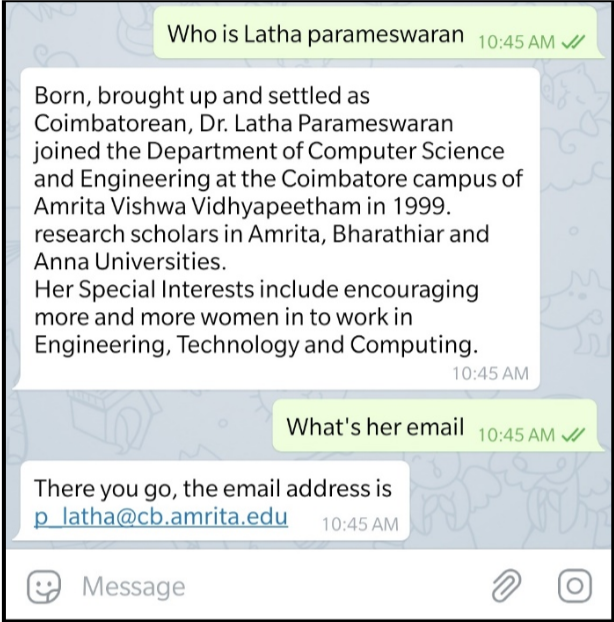 Who is Latha parameswaran 10:45 AM
Born, brought up and settled as
Coimbatorean, Dr. Latha Parameswaran
joined the Department of Computer Science
and Engineering at the Coimbatore campus of
Amrita Vishwa Vidhyapeetham in 1999.
research scholars in Amrita, Bharathiar and
Anna Universities.
Her Special Interests include encouraging
more and more women in to work in
Engineering, Technology and Computing.
10:45 AM
What's her email 10:45 AM
There you go, the email address is
p_latha@cb.amrita.edu 10:45 AM
Message